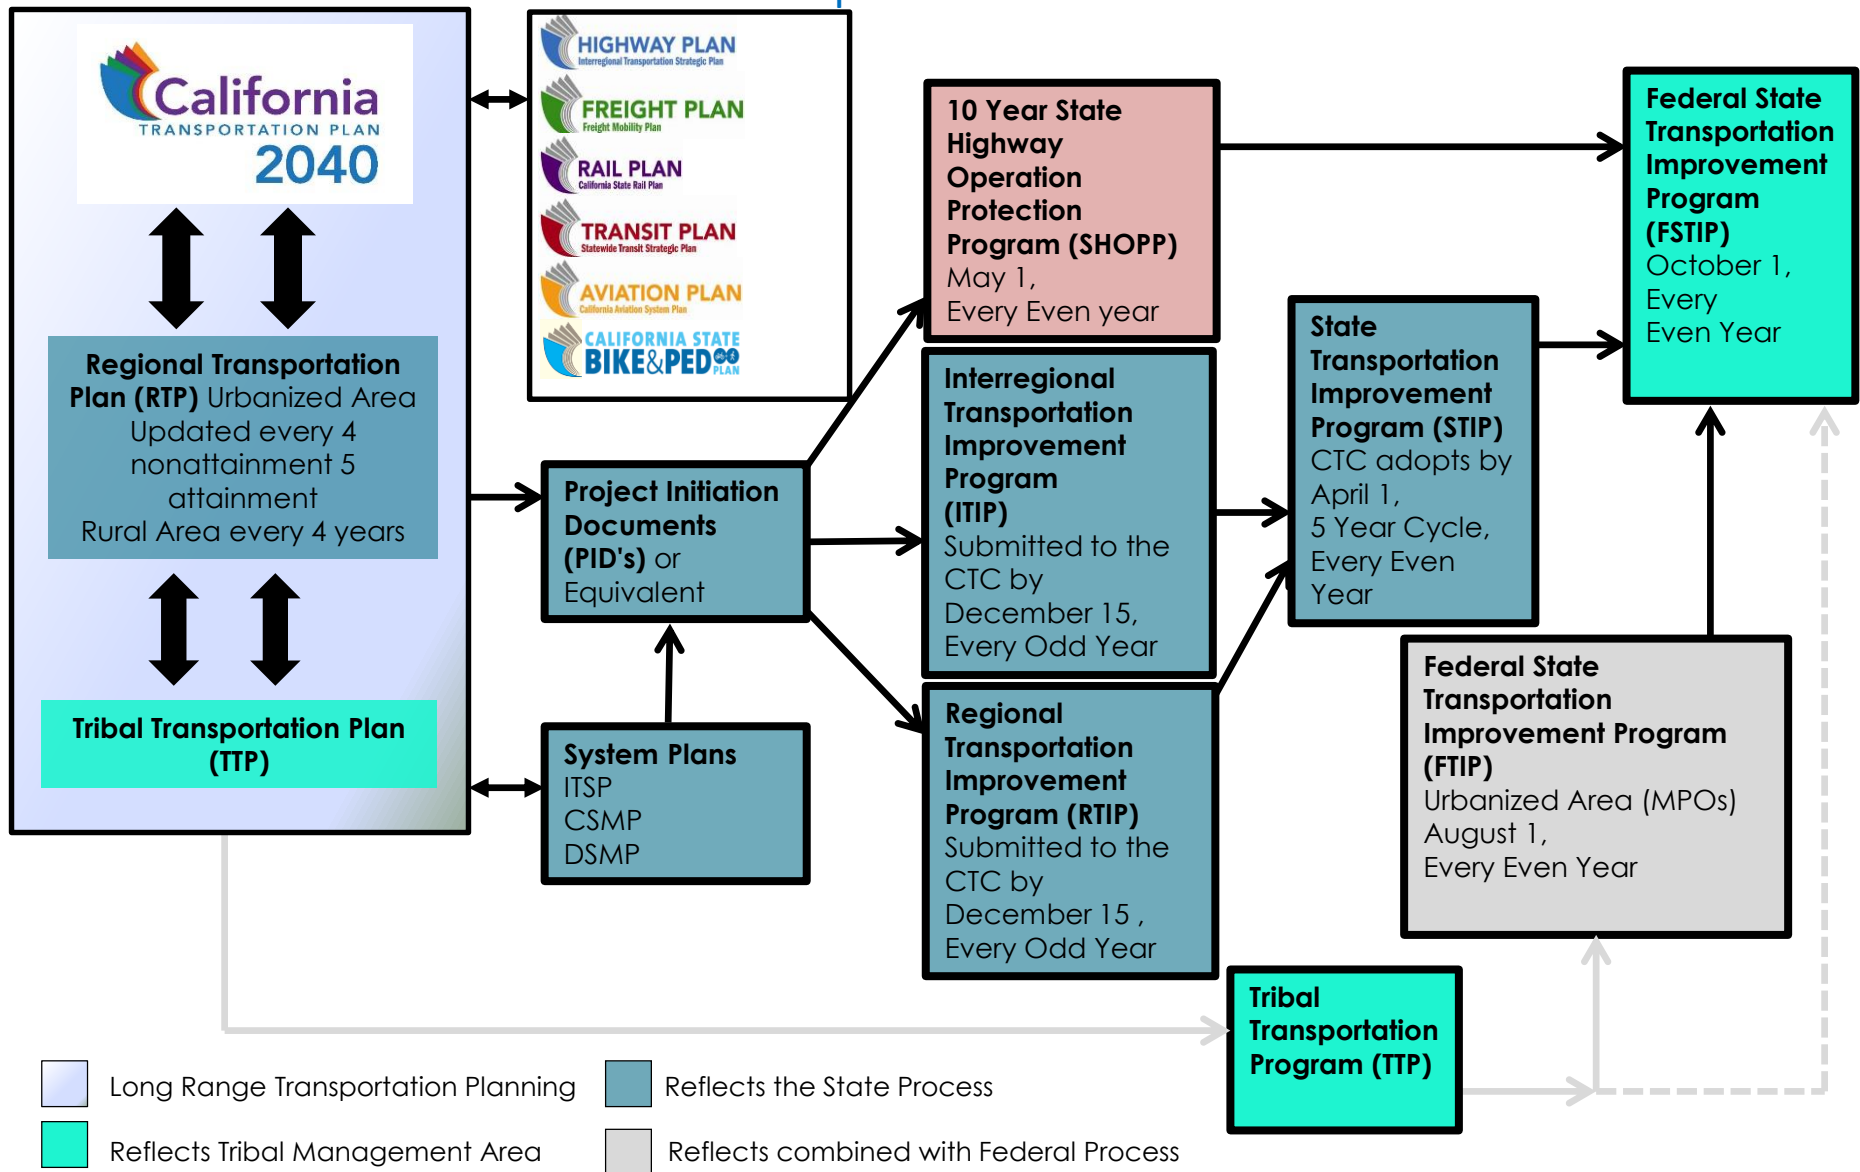 California
TRANSPORTATION PLAN
2040
Regional Transportation
Plan (RTP) Urbanized Area
Updated every 4
nonattainment 5
attainment
Rural Area every 4 years
Tribal Transportation Plan
(TTP)
HIGHWAY PLAN
Interregional Transportation Strategic Plan
FREIGHT PLAN
Freight Mobility Plan
RAIL PLAN
California State Rail Plan
TRANSIT PLAN
Statewide Transit Strategic Plan
AVIATION PLAN
California Aviation System Plan
CALIFORNIA STATE
BIKE&PED
PLAN
Project Initiation
Documents
(PID's) or
Equivalent
System Plans
ITSP
CSMP
DSMP
10 Year State
Highway
Operation
Protection
Program (SHOPP)
May 1,
Every Even year
Interregional
Transportation
Improvement
Program
(ITIP)
Submitted to the
CTC by
December 15,
Every Odd Year
Regional
Transportation
Improvement
Program (RTIP)
Submitted to the
CTC by
December 15 ,
Every Odd Year
State
Transportation
Improvement
Program (STIP)
CTC adopts by
April 1,
5 Year Cycle,
Every Even
Year
Federal State
Transportation
Improvement
Program
(FSTIP)
October 1,
Every
Even Year
Federal State
Transportation
Improvement Program
(FTIP)
Urbanized Area (MPOs)
August 1,
Every Even Year
Tribal
Transportation
Program (TTP)
Long Range Transportation Planning
Reflects the State Process
Reflects Tribal Management Area
Reflects combined with Federal Process